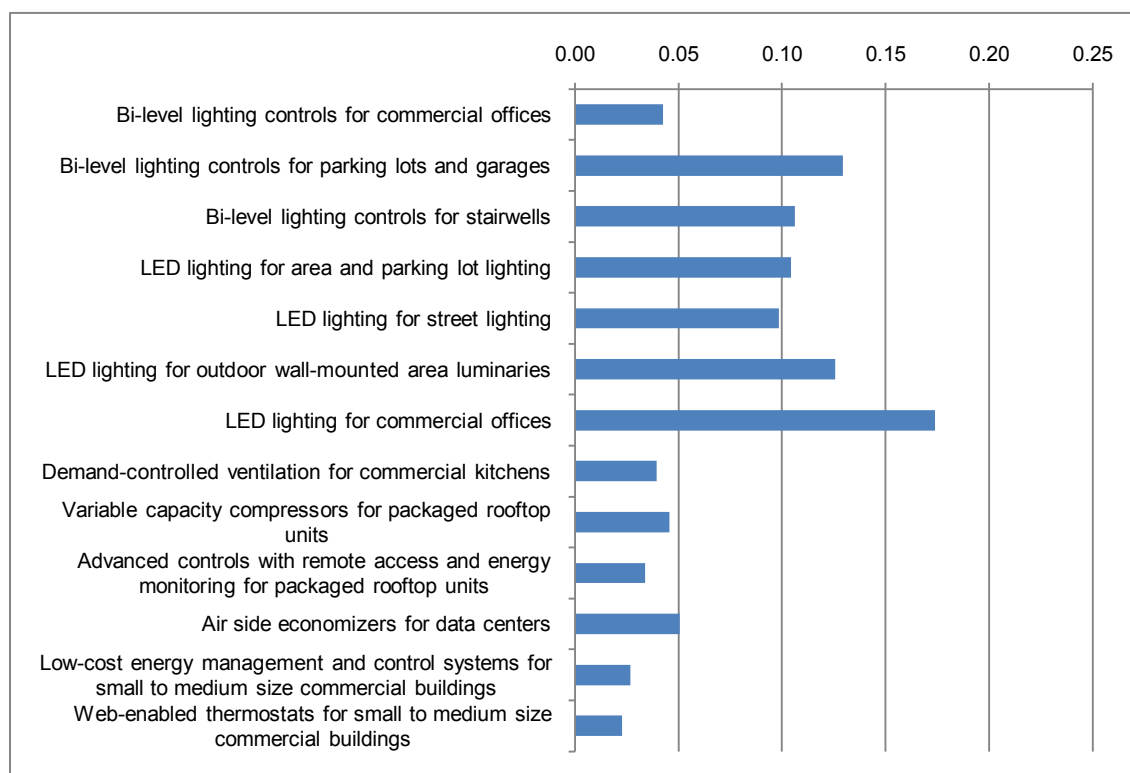 0.00 0.05 0.10 0.15 0.20 0.25
Bi-level lighting controls for commercial offices
Bi-level lighting controls for parking lots and garages
Bi-level lighting controls for stairwells
LED lighting for area and parking lot lighting
LED lighting for street lighting
LED lighting for outdoor wall-mounted area luminaries
LED lighting for commercial offices
Demand-controlled ventilation for commercial kitchens
Variable capacity compressors for packaged rooftop
units
Advanced controls with remote access and energy
monitoring for packaged rooftop units
Air side economizers for data centers
Low-cost energy management and control systems for
small to medium size commercial buildings
Web-enabled thermostats for small to medium size
commercial buildings